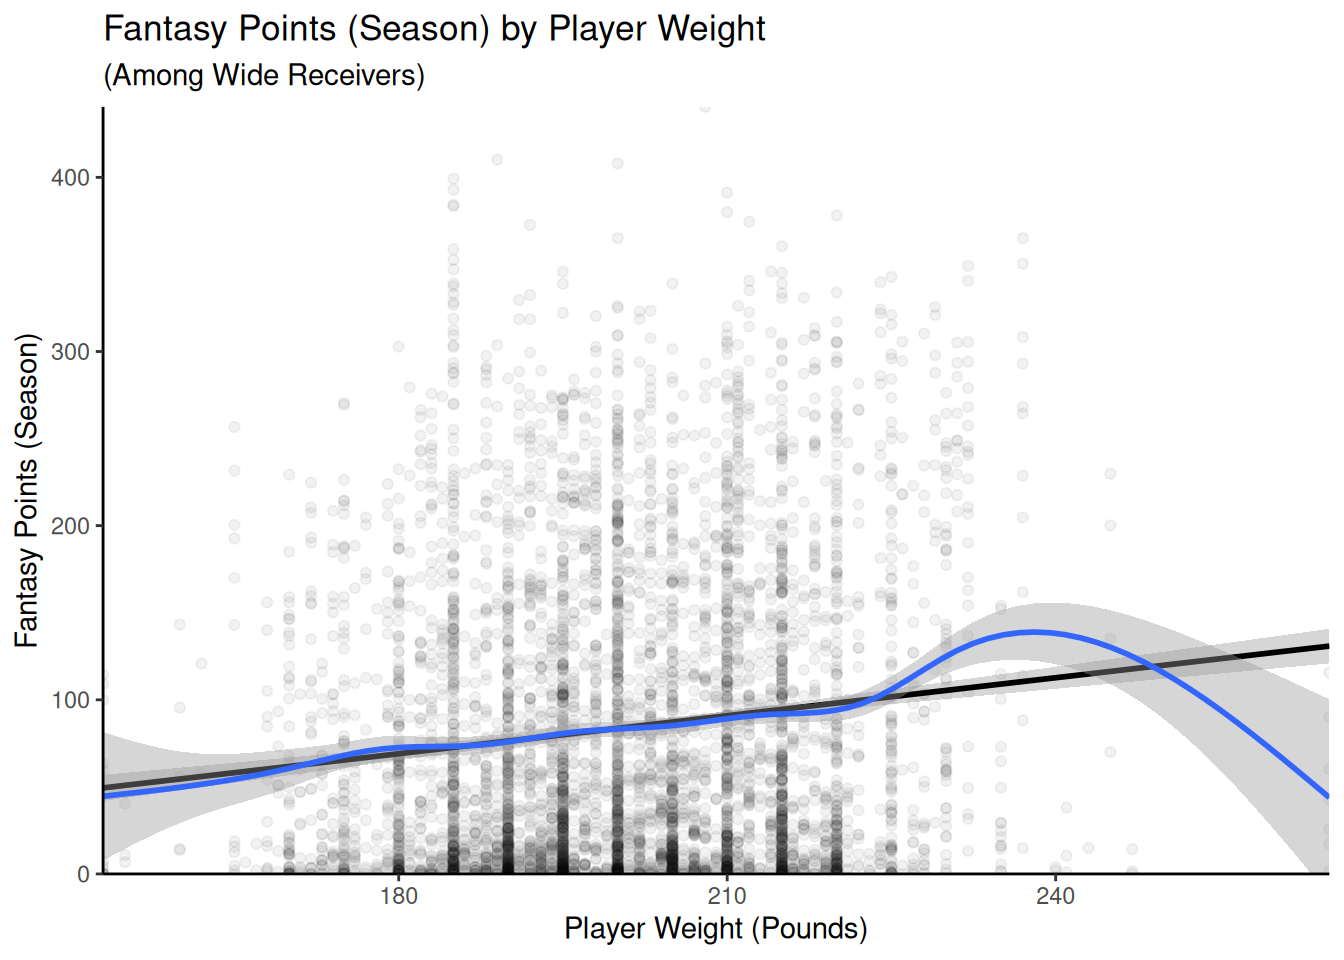 Fantasy Points (Season) by Player Weight
(Among Wide Receivers)
Fantasy Points (Season)
400
300
200
100
0
180
210
240
Player Weight (Pounds)